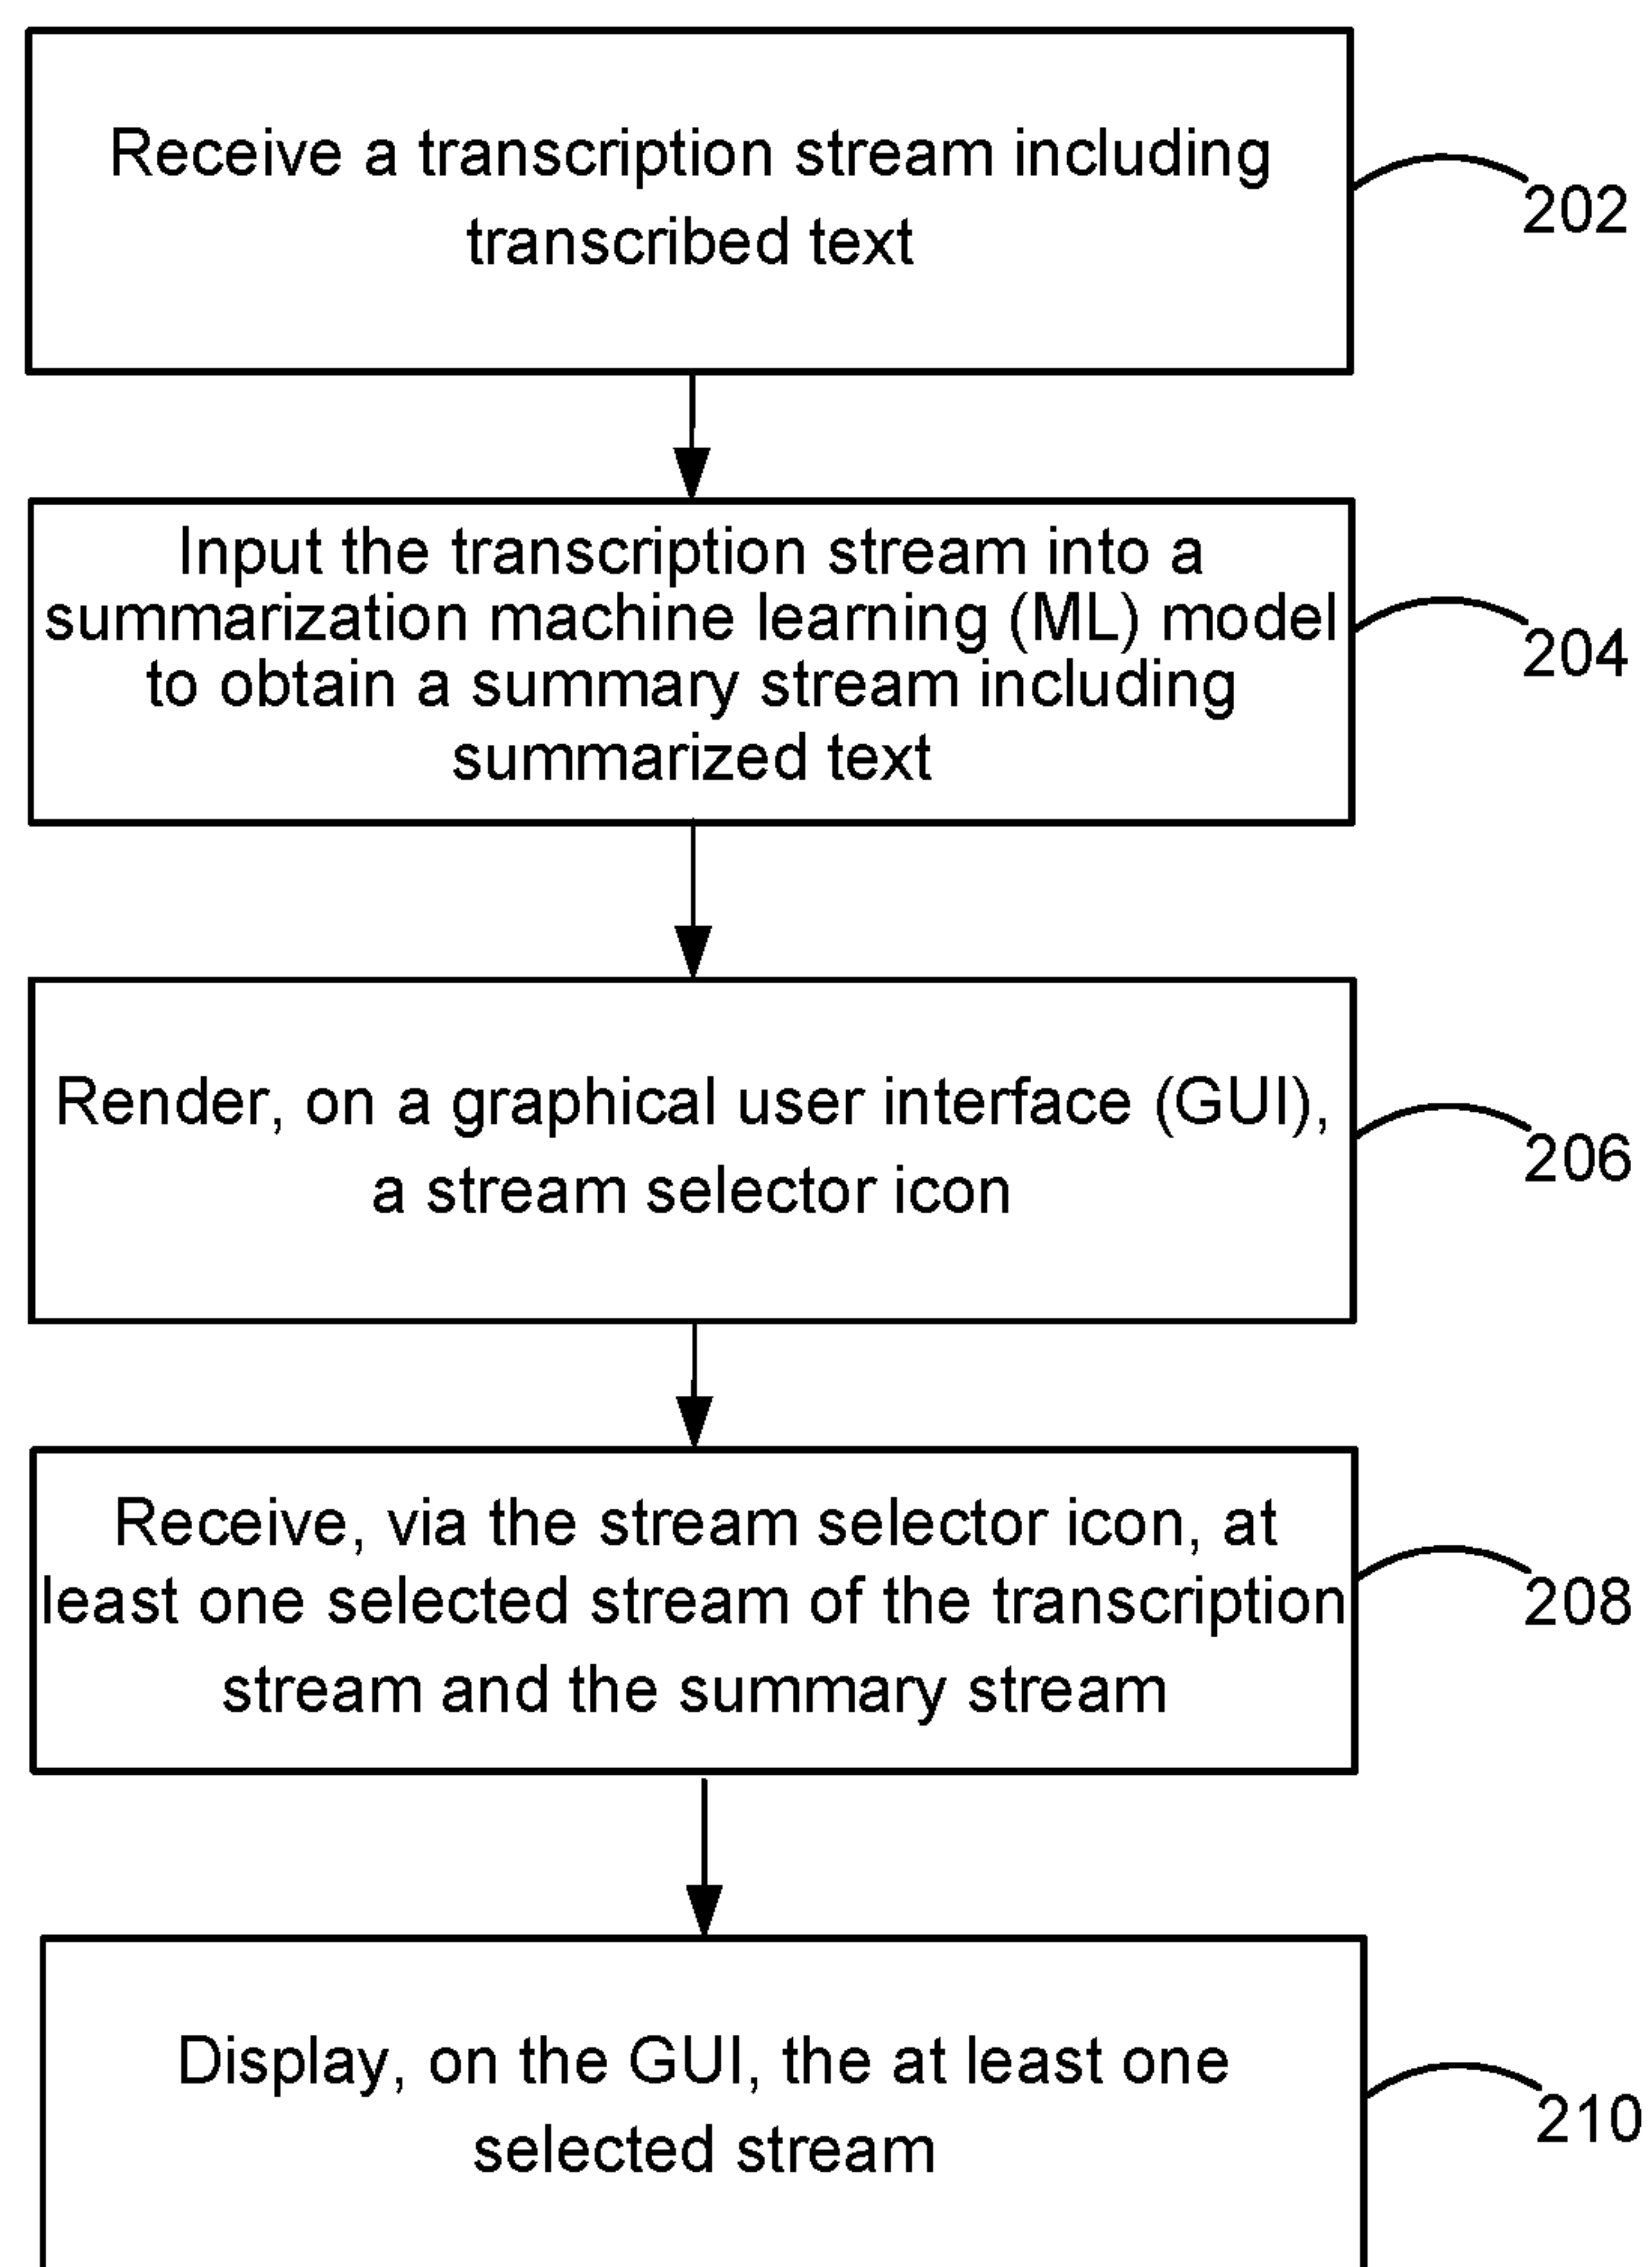 Receive a transcription stream including
transcribed text
202
Input the transcription stream into a
summarization machine learning (ML) model
to obtain a summary stream including
summarized text
204
Render, on a graphical user interface (GUI),
a stream selector icon
206
Receive, via the stream selector icon, at
least one selected stream of the transcription
stream and the summary stream
208
Display, on the GUI, the at least one
selected stream
210